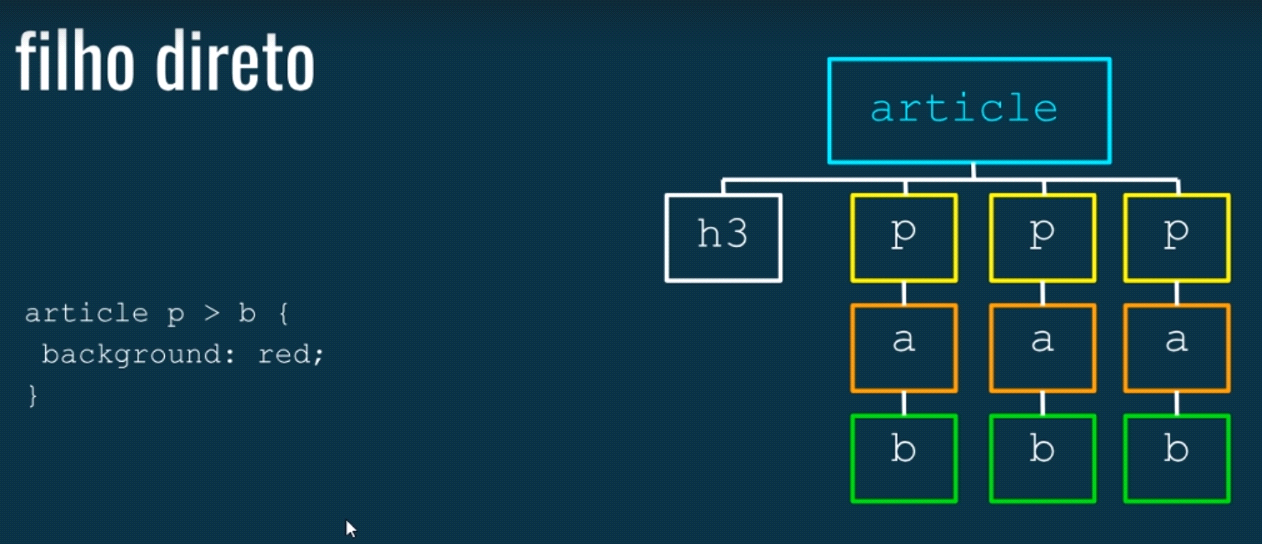 filho direto
article
h3 p p p
a a a
article p > b {
background: red;
}
b b b